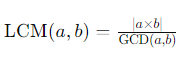 LCM(a, b) = |a×b| / GCD(a,b)